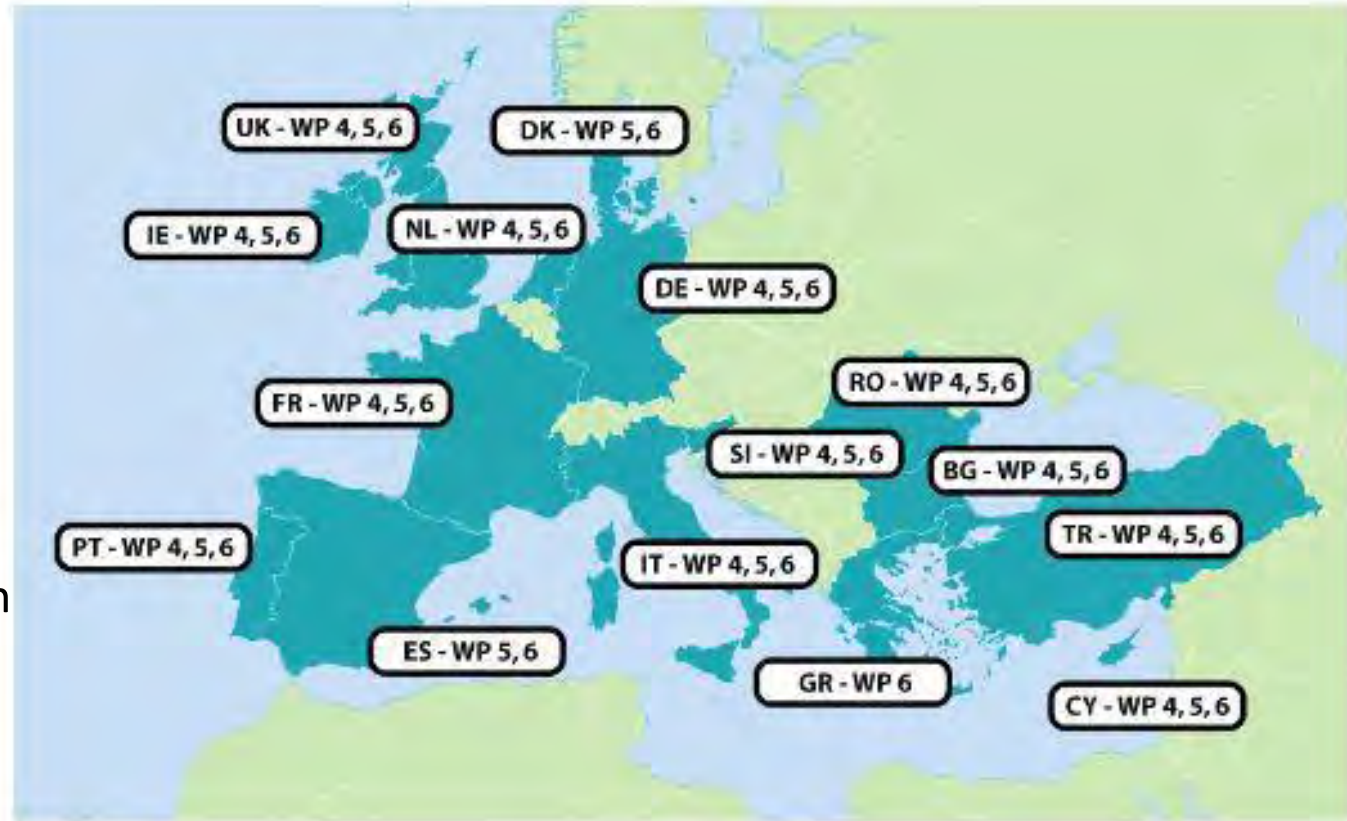 UK - WP 4, 5, 6
DK - WP 5, 6
IE - WP 4, 5, 6
NL - WP 4, 5, 6
DE - WP 4, 5, 6
RO - WP 4, 5, 6
FR - WP 4, 5, 6
SI - WP 4, 5, 6
BG - WP 4, 5, 6
TR - WP 4, 5, 6
PT - WP 4, 5, 6
IT - WP 4, 5, 6
n
ES - WP 5, 6
GR - WP 6
CY - WP 4, 5, 6